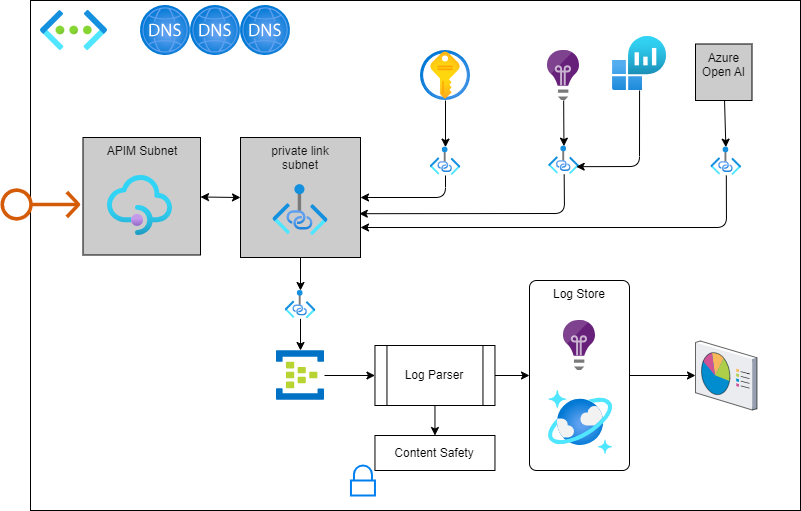 DNS
DNS
DNS
Azure
Open AI
APIM Subnet
private link
subnet
Log Store
Log Parser
Content Safety